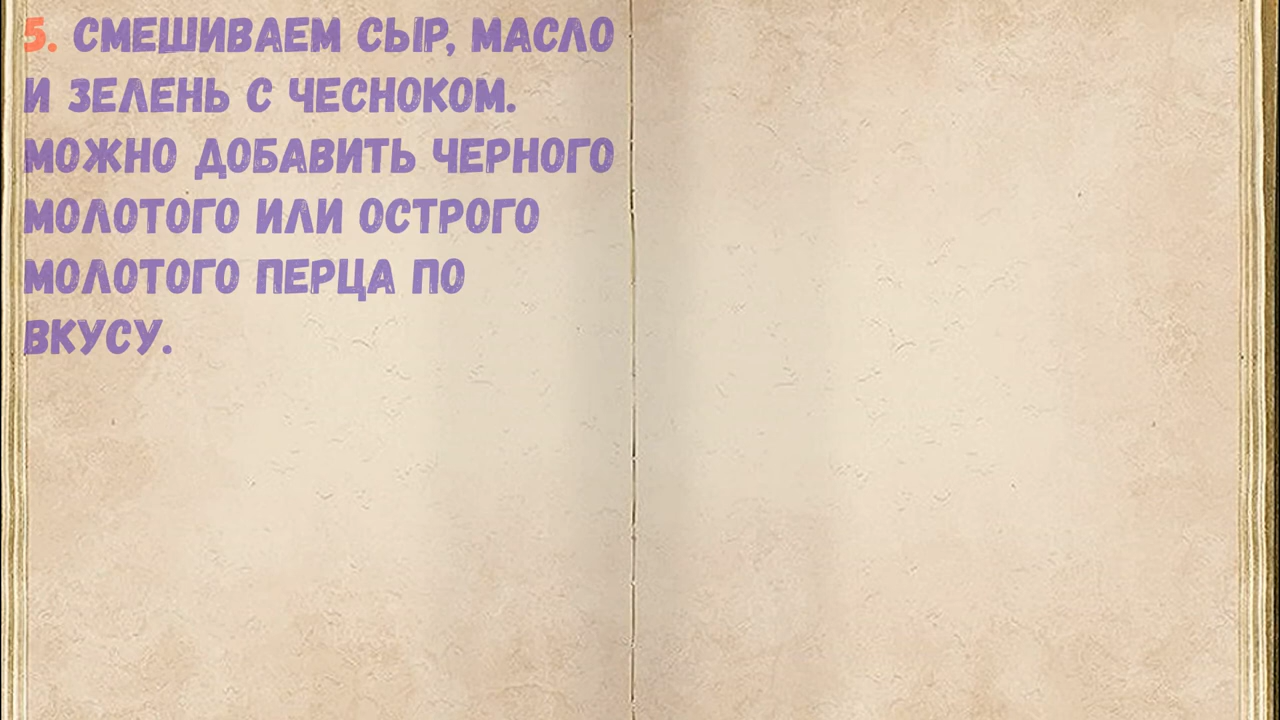 5. СМЕШИВАЕМ СЫР, МАСЛО
И ЗЕЛЕНЬ С ЧЕСНОКОМ.
МОЖНО ДОБАВИТЬ ЧЕРНОГО
МОЛОТОГО ИЛИ ОСТРОГО
МОЛОТОГО ПЕРЦА ПО
ВКУСУ.